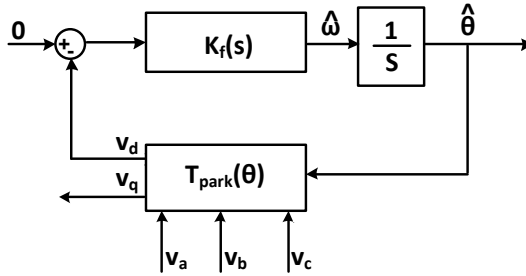 0
+
-
K_f(s)
ω̂
1
S
θ̂
v_d
v_q
T_park(θ)
v_a
v_b
v_c